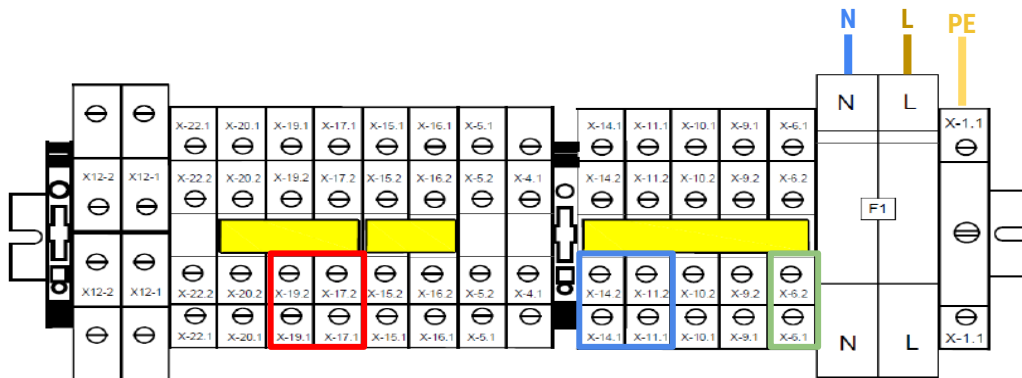 N L PE
N L
X-22.1 X-20.1 X-19.1 X-17.1 X-15.1 X-16.1 X-5.1 X-14.1 X-11.1 X-10.1 X-9.1 X-6.1 X-1.1
X12-2 X12-1 X-22.2 X-20.2 X-19.2 X-17.2 X-15.2 X-16.2 X-5.2 X-4.1 X-14.2 X-11.2 X-10.2 X-9.2 X-6.2
F1
X12-2 X12-1 X-22.2 X-20.2 X-19.2 X-17.2 X-15.2 X-16.2 X-5.2 X-4.1 X-14.2 X-11.2 X-10.2 X-9.2 X-6.2
X-22.1 X-20.1 X-19.1 X-17.1 X-15.1 X-16.1 X-5.1 X-14.1 X-11.1 X-10.1 X-9.1 X-6.1 N L X-1.1